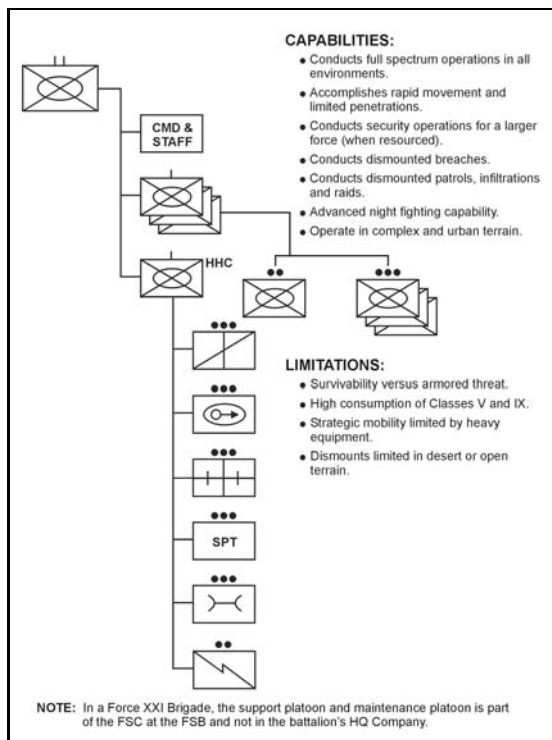 CAPABILITIES:
● Conducts full spectrum operations in all
environments.
● Accomplishes rapid movement and
limited penetrations.
● Conducts security operations for a larger
force (when resourced).
● Conducts dismounted breaches.
● Conducts dismounted patrols, infiltrations
and raids.
● Advanced night fighting capability.
● Operate in complex and urban terrain.
CMD &
STAFF
HHC
SPT
LIMITATIONS:
● Survivability versus armored threat.
● High consumption of Classes V and IX.
● Strategic mobility limited by heavy
equipment.
● Dismounts limited in desert or open
terrain.
NOTE: In a Force XXI Brigade, the support platoon and maintenance platoon is part
of the FSC at the FSB and not in the battalion's HQ Company.